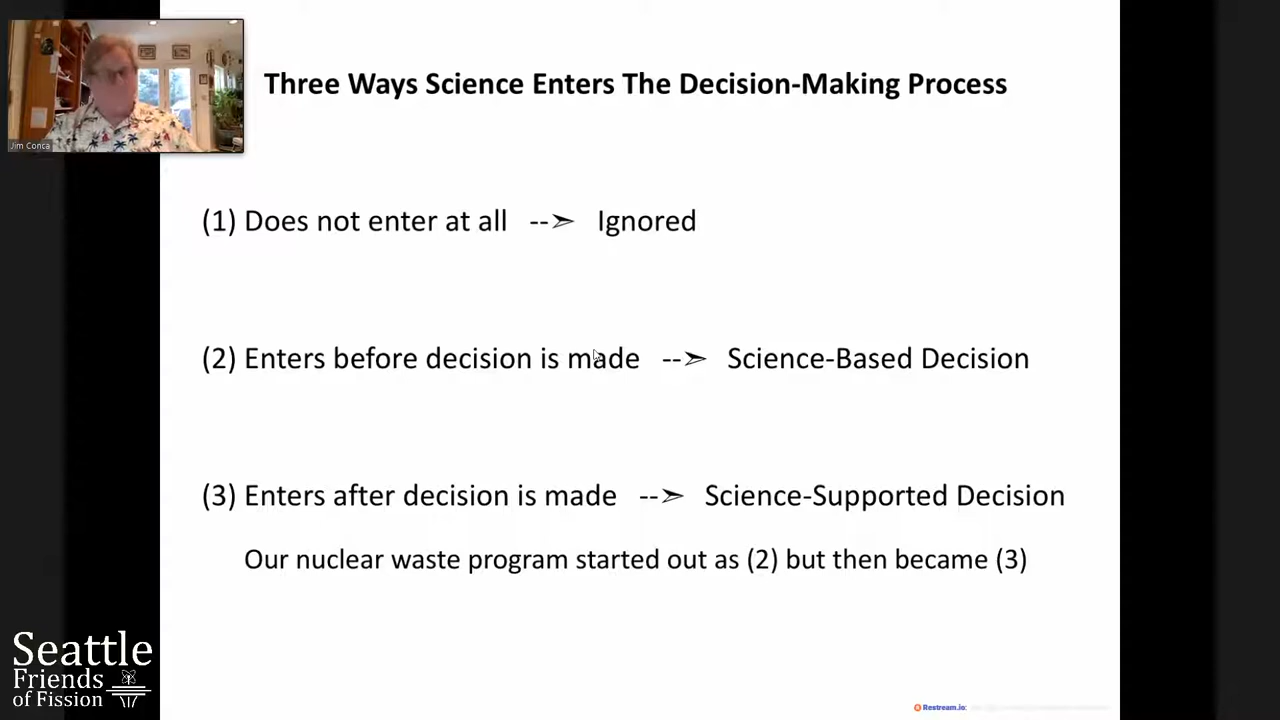 Jim Conca
Three Ways Science Enters The Decision-Making Process
(1) Does not enter at all --➣ Ignored
(2) Enters before decision is made --➣ Science-Based Decision
(3) Enters after decision is made --➣ Science-Supported Decision
Our nuclear waste program started out as (2) but then became (3)
Seattle
Friends
of Fission
Restream.io: